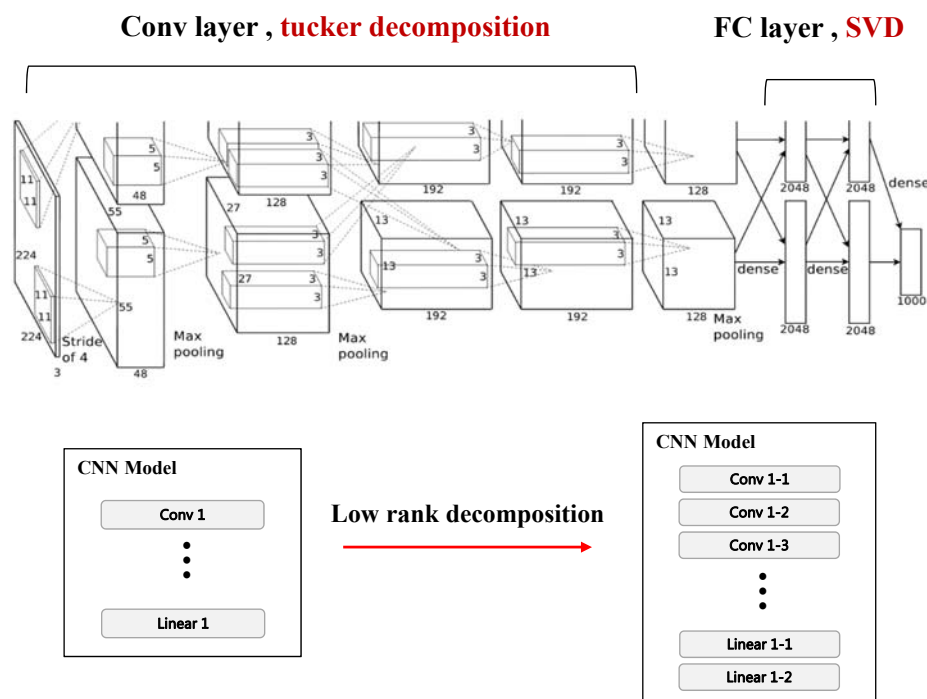 Conv layer , tucker decomposition
FC layer , SVD
11
11
224
11
11
224
3
Stride
of 4
55
55
5
5
48
5
5
48
Max
pooling
27
128
3
3
3
3
27
3
3
128
Max
pooling
13
13
3
3
192
3
3
192
13
13
3
3
192
3
3
192
13
13
128
128
Max
pooling
dense
2048
2048
dense
2048
2048
dense
1000
CNN Model
Conv 1
Linear 1
Low rank decomposition
CNN Model
Conv 1-1
Conv 1-2
Conv 1-3
Linear 1-1
Linear 1-2